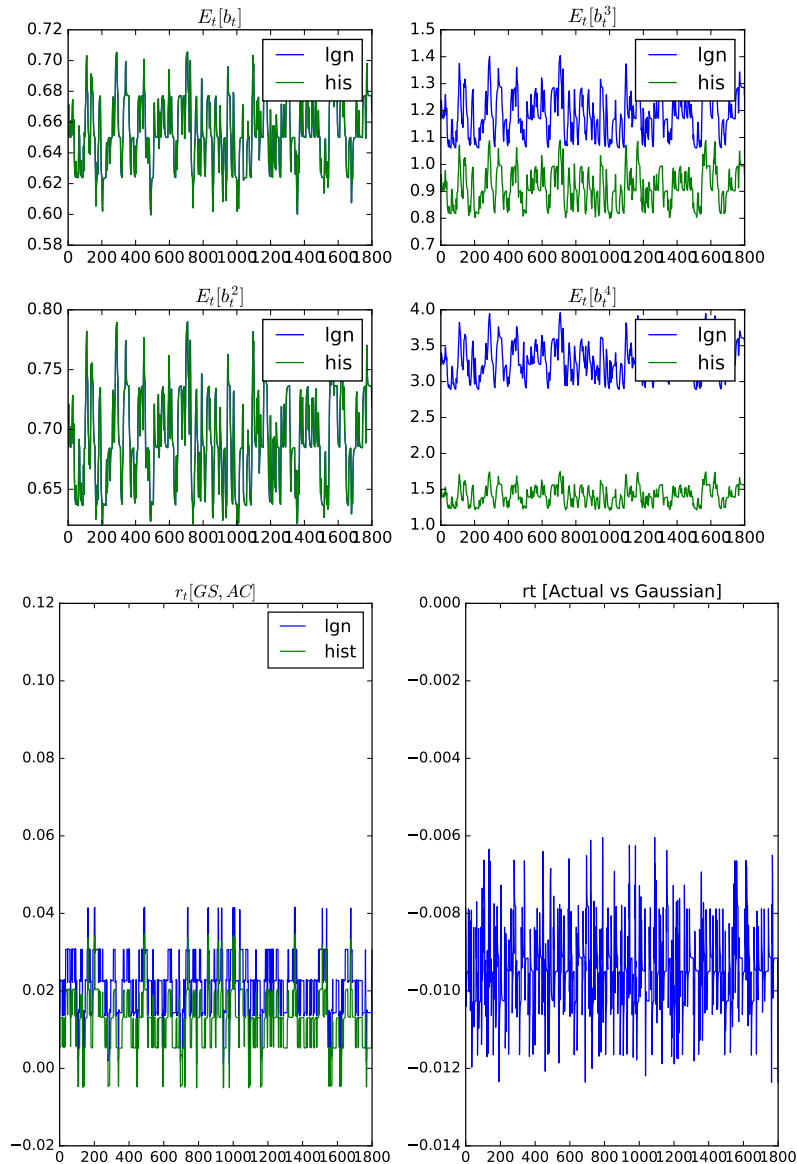 E_t[b_t]
0.72
0.70
0.68
0.66
0.64
0.62
0.60
0.58
lgn
his
0 200 400 600 800 1000 1200 1400 1600 1800
E_t[b_t^3]
1.5
1.4
1.3
1.2
1.1
1.0
0.9
0.8
0.7
lgn
his
0 200 400 600 800 1000 1200 1400 1600 1800
E_t[b_t^2]
0.80
0.75
0.70
0.65
lgn
his
0 200 400 600 800 1000 1200 1400 1600 1800
E_t[b_t^4]
4.0
3.5
3.0
2.5
2.0
1.5
1.0
lgn
his
0 200 400 600 800 1000 1200 1400 1600 1800
r_t[GS, AC]
0.12
0.10
0.08
0.06
0.04
0.02
0.00
−0.02
lgn
hist
0 200 400 600 800 1000 1200 1400 1600 1800
rt [Actual vs Gaussian]
0.000
−0.002
−0.004
−0.006
−0.008
−0.010
−0.012
−0.014
0 200 400 600 800 1000 1200 1400 1600 1800